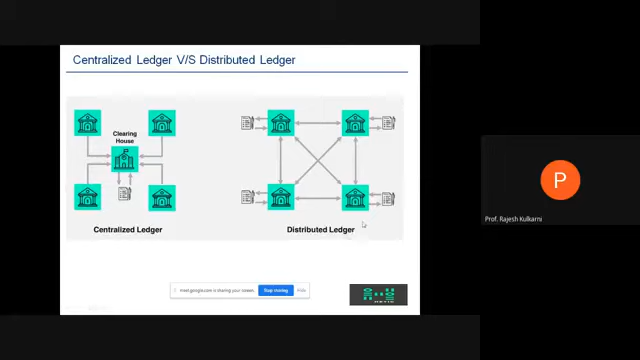 Centralized Ledger V/S Distributed Ledger
Clearing
House
Centralized Ledger
Distributed Ledger
meet.google.com is sharing your screen.
Stop sharing
Hide
P
Prof. Rajesh Kulkarni